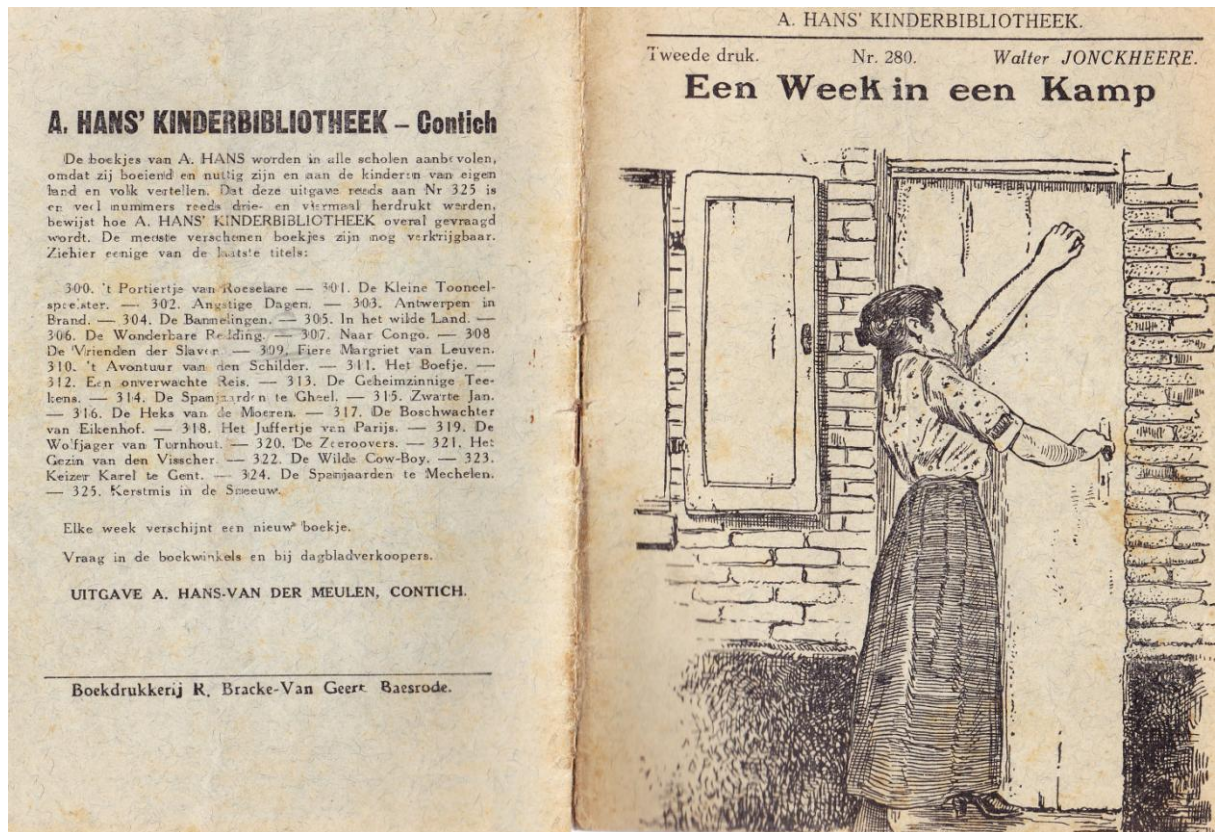 A. HANS' KINDERBIBLIOTHEEK – Contich
De boekjes van A. HANS worden in alle scholen aanbevolen,
omdat zij boeiend en nuttig zijn en aan de kinderen van eigen
land en volk vertellen. Dat deze uitgave reeds aan Nr 325 is
en veel nummers reeds drie- en viermaal herdrukt werden,
bewijst hoe A. HANS' KINDERBIBLIOTHEEK overal gevraagd
wordt. De meeste verschenen boekjes zijn nog verkrijgbaar.
Ziehier eenige van de laatste titels:
300. 't Portiertje van Roeselare — 301. De Kleine Tooneel-
speelster. — 302. Angstige Dagen. — 303. Antwerpen in
Brand. — 304. De Bannelingen. — 305. In het wilde Land. —
306. De Wonderbare Redding. — 307. Naar Congo. — 308
De Vrienden der Slaven — 309. Fiere Margriet van Leuven.
310. 't Avontuur van den Schilder. — 311. Het Boefje. —
312. Een onverwachte Reis. — 313. De Geheimzinnige Tee-
kens. — 314. De Spanjaarden te Gheel. — 315. Zwarte Jan.
— 316. De Heks van de Moeren. — 317. De Boschwachter
van Eikenhof. — 318. Het Juffertje van Parijs. — 319. De
Wolfjager van Turnhout. — 320. De Zeeroovers. — 321. Het
Gezin van den Visscher. — 322. De Wilde Cow-Boy. — 323.
Keizer Karel te Gent. — 324. De Spanjaarden te Mechelen.
— 325. Kerstmis in de Sneeuw.
Elke week verschijnt een nieuw boekje.
Vraag in de boekwinkels en bij dagbladverkoopers.
UITGAVE A. HANS-VAN DER MEULEN, CONTICH.
Boekdrukkerij R. Bracke-Van Geert. Baesrode.
A. HANS' KINDERBIBLIOTHEEK.
Tweede druk. Nr. 280. Walter JONCKHEERE.
Een Week in een Kamp